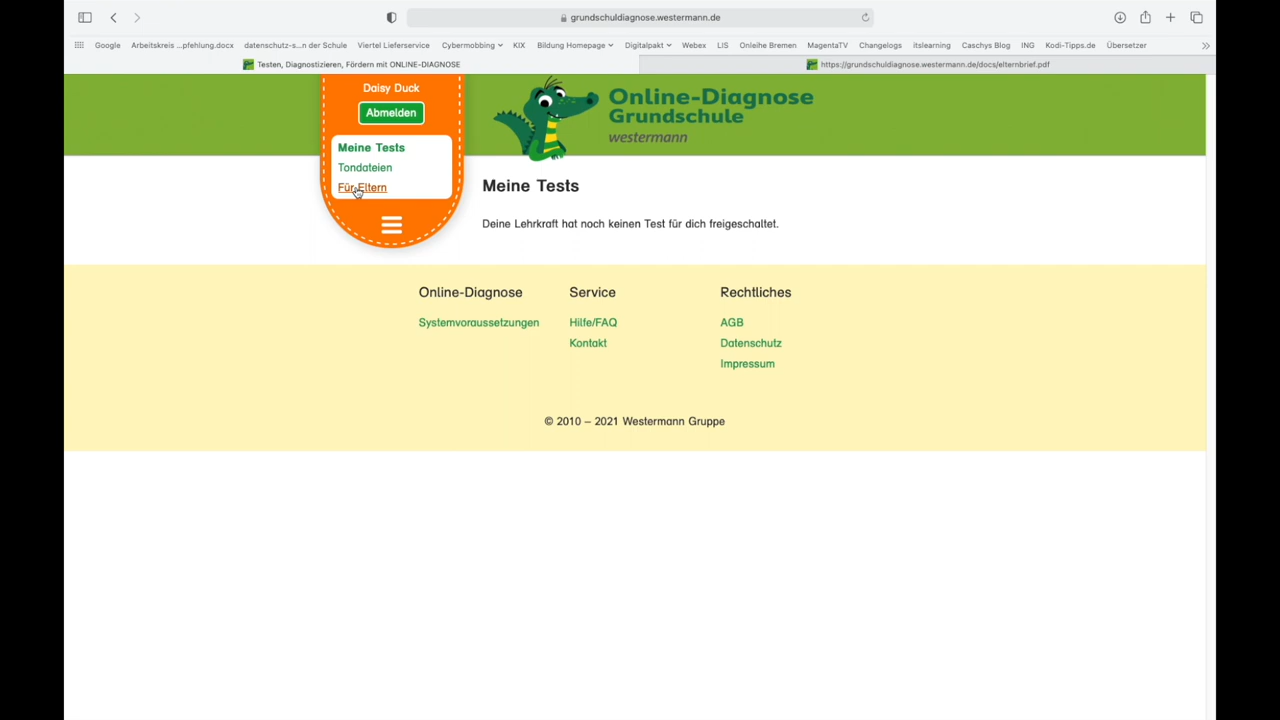 grundschuldiagnose.westermann.de
Google Arbeitskreis ...pfehlung.docx datenschutz-s...n der Schule Viertel Lieferservice Cybermobbing KIX Bildung Homepage Digitalpakt Webex LIS Onleihe Bremen MagentaTV Changelogs itslearning Caschys Blog ING Kodi-Tipps.de Übersetzer
Testen, Diagnostizieren, Fördern mit ONLINE-DIAGNOSE
https://grundschuldiagnose.westermann.de/docs/elternbrief.pdf
Daisy Duck
Abmelden
Meine Tests
Tondateien
Für Eltern
Online-Diagnose
Grundschule
westermann
Meine Tests
Deine Lehrkraft hat noch keinen Test für dich freigeschaltet.
Online-Diagnose
Systemvoraussetzungen
Service
Hilfe/FAQ
Kontakt
Rechtliches
AGB
Datenschutz
Impressum
© 2010 – 2021 Westermann Gruppe